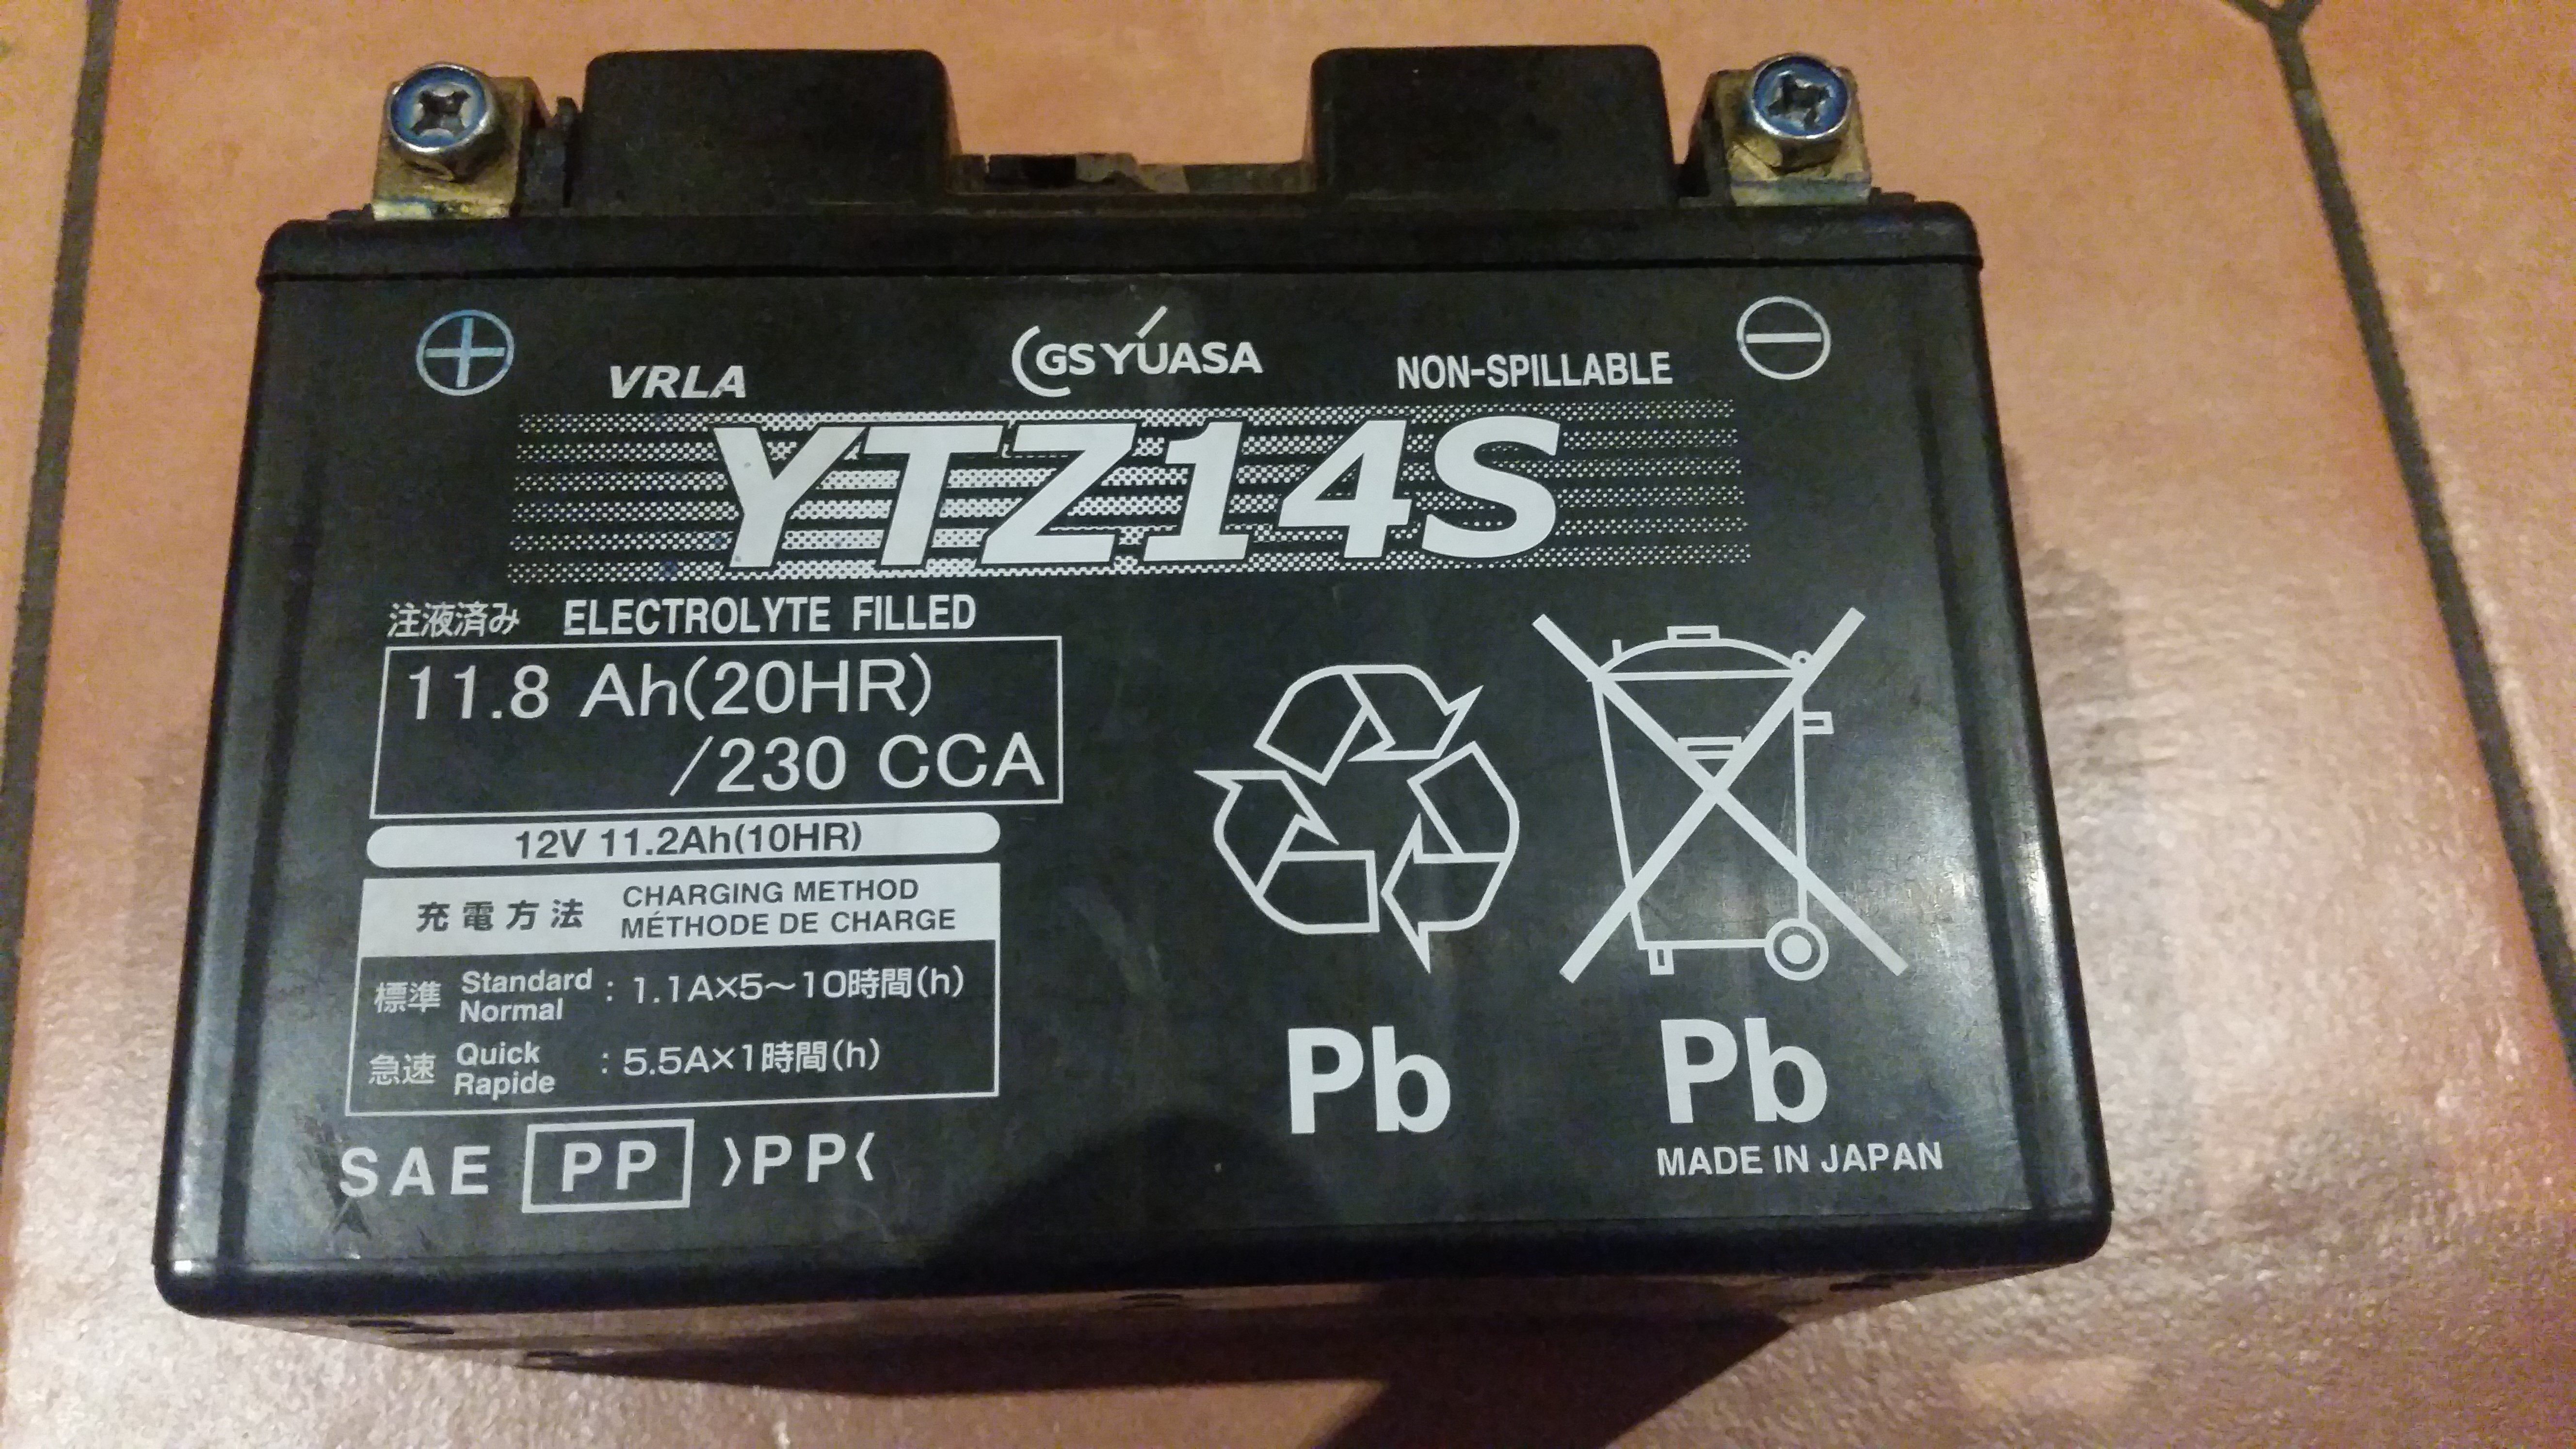 VRLA
GS YUASA
NON-SPILLABLE
YTZ14S
注液済み ELECTROLYTE FILLED
11.8 Ah(20HR)
/230 CCA
12V 11.2Ah(10HR)
充電方法 CHARGING METHOD
MÉTHODE DE CHARGE
標準 Standard Normal : 1.1A×5〜10時間(h)
急速 Quick Rapide : 5.5A×1時間(h)
SAE PP >PP<
Pb
Pb
MADE IN JAPAN